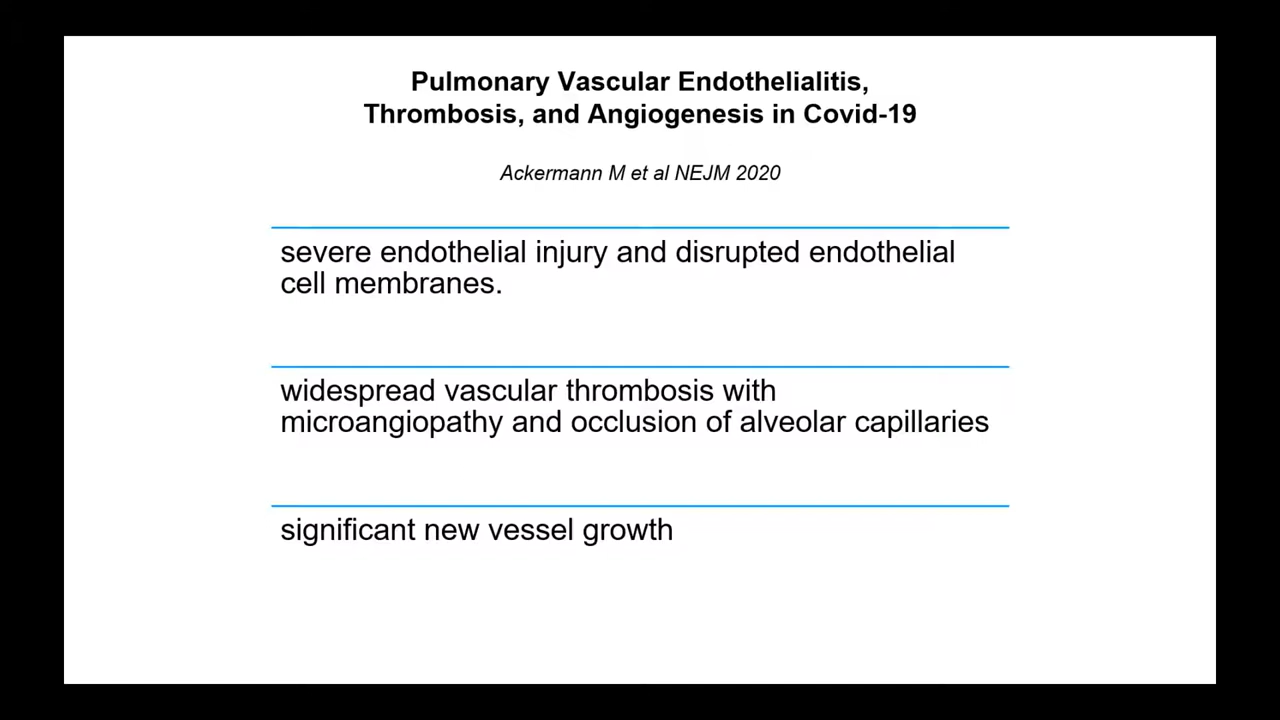 Pulmonary Vascular Endothelialitis,
Thrombosis, and Angiogenesis in Covid-19
Ackermann M et al NEJM 2020
severe endothelial injury and disrupted endothelial
cell membranes.
widespread vascular thrombosis with
microangiopathy and occlusion of alveolar capillaries
significant new vessel growth